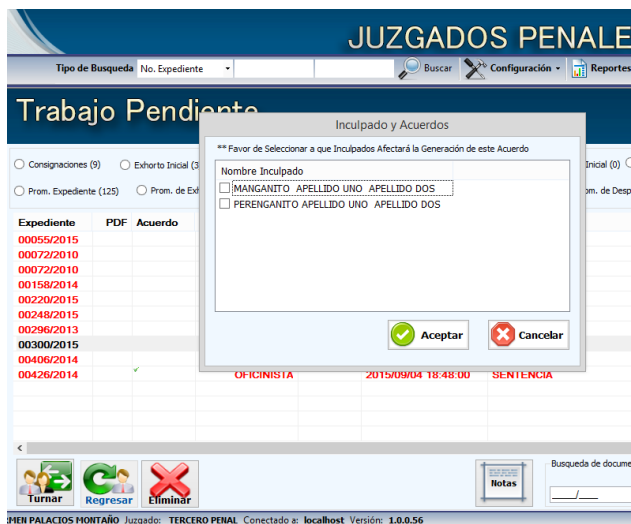 JUZGADOS PENALE
Tipo de Busqueda No. Expediente Buscar Configuración Reportes
Trabajo Pendiente
Inculpado y Acuerdos
** Favor de Seleccionar a que Inculpados Afectará la Generación de este Acuerdo
Nombre Inculpado
MANGANITO APELLIDO UNO APELLIDO DOS
PERENGANITO APELLIDO UNO APELLIDO DOS
Aceptar Cancelar
Consignaciones (9) Exhorto Inicial (3 Inicial (0)
Prom. Expediente (125) Prom. de Exh om. de Desp
Expediente PDF Acuerdo
00055/2015
00072/2010
00072/2010
00158/2014
00220/2015
00248/2015
00296/2013
00300/2015
00406/2014
00426/2014 OFICINISTA 2015/09/04 18:48:00 SENTENCIA
Turnar Regresar Eliminar Notas Busqueda de docume
__/__
RMEN PALACIOS MONTAÑO Juzgado: TERCERO PENAL Conectado a: localhost Versión: 1.0.0.56